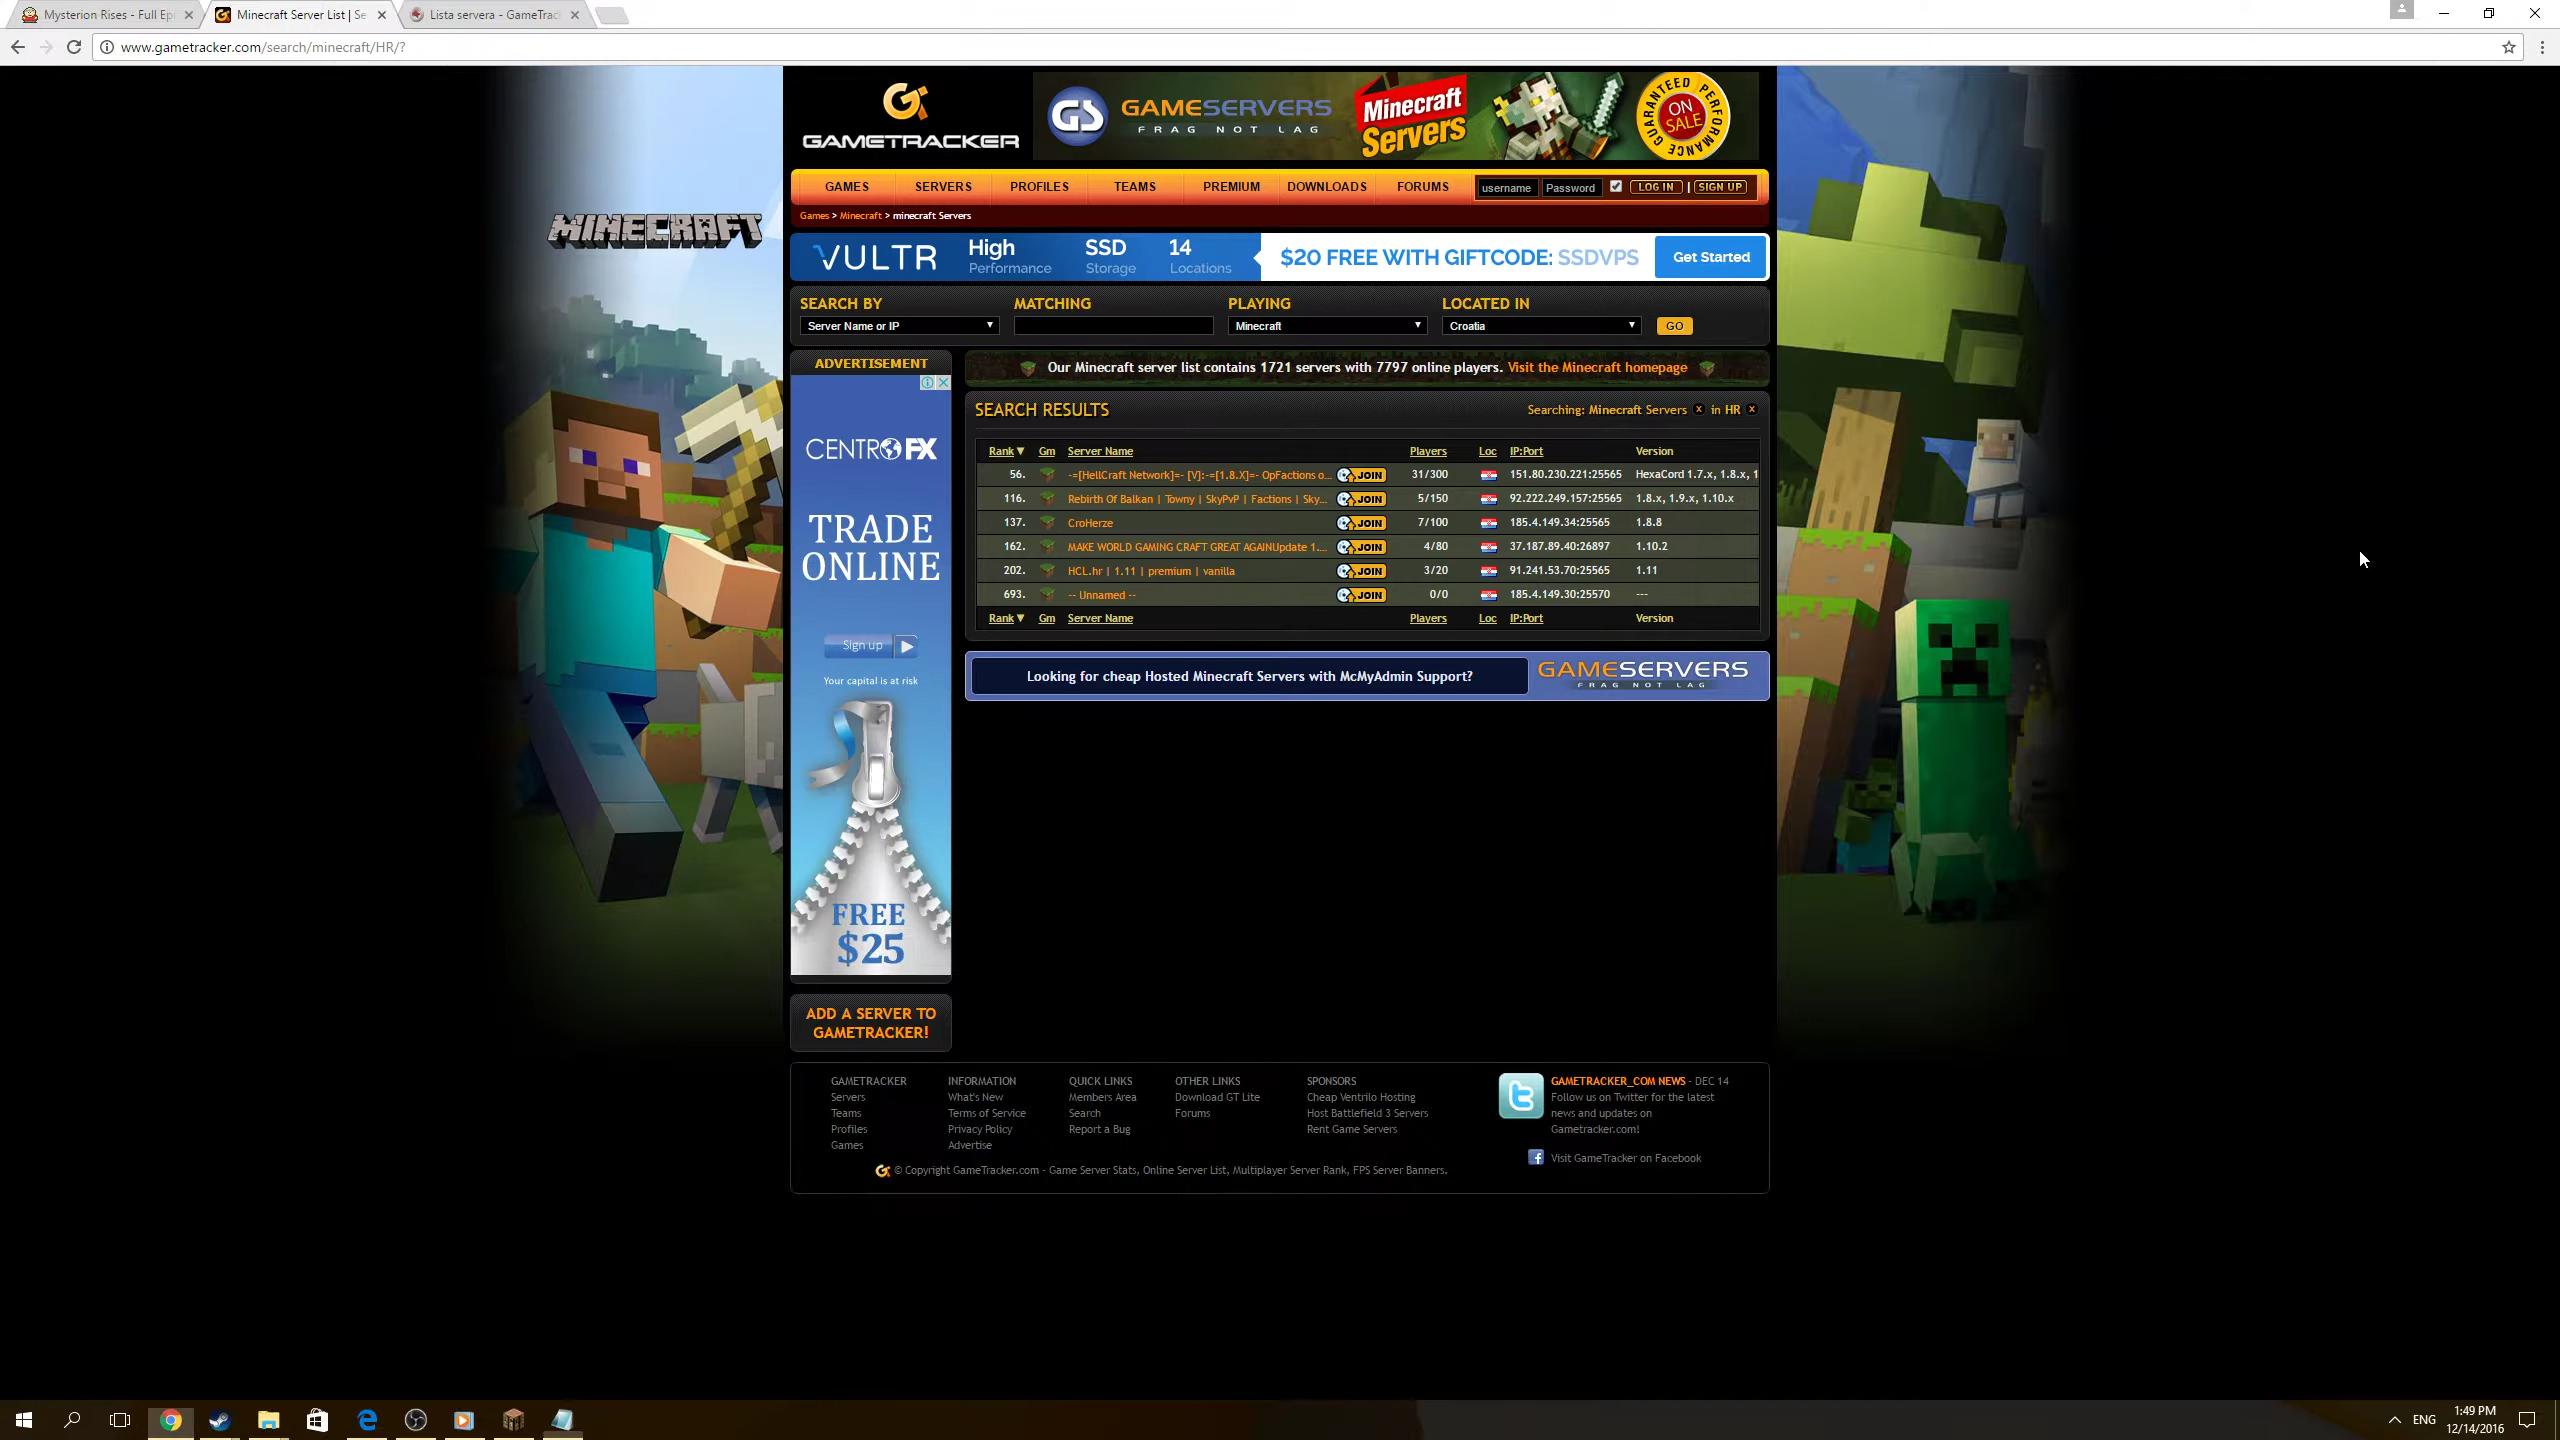 Mysterion Rises - Full Ep
Minecraft Server List | Se
Lista servera - GameTrac
www.gametracker.com/search/minecraft/HR/?
GAMETRACKER
GS GAMESERVERS
FRAG NOT LAG
Minecraft
Servers
GUARANTEED PERFORMANCE
ON
SALE
GAMES SERVERS PROFILES TEAMS PREMIUM DOWNLOADS FORUMS username Password LOG IN | SIGN UP
Games > Minecraft > minecraft Servers
MINECRAFT
VULTR High Performance SSD Storage 14 Locations $20 FREE WITH GIFTCODE: SSDVPS Get Started
SEARCH BY MATCHING PLAYING LOCATED IN
Server Name or IP Minecraft Croatia GO
ADVERTISEMENT
Our Minecraft server list contains 1721 servers with 7797 online players. Visit the Minecraft homepage
CENTROFX
TRADE
ONLINE
Sign up
Your capital is at risk
FREE
$25
SEARCH RESULTS Searching: Minecraft Servers x in HR x
Rank▼ Gm Server Name Players Loc IP:Port Version
56. -=[HellCraft Network]=- [V]:-=[1.8.X]=- OpFactions o... JOIN 31/300 151.80.230.221:25565 HexaCord 1.7.x, 1.8.x, 1
116. Rebirth Of Balkan | Towny | SkyPvP | Factions | Sky... JOIN 5/150 92.222.249.157:25565 1.8.x, 1.9.x, 1.10.x
137. CroHerze JOIN 7/100 185.4.149.34:25565 1.8.8
162. MAKE WORLD GAMING CRAFT GREAT AGAINUpdate 1.... JOIN 4/80 37.187.89.40:26897 1.10.2
202. HCL.hr | 1.11 | premium | vanilla JOIN 3/20 91.241.53.70:25565 1.11
693. -- Unnamed -- JOIN 0/0 185.4.149.30:25570 ---
Rank▼ Gm Server Name Players Loc IP:Port Version
Looking for cheap Hosted Minecraft Servers with McMyAdmin Support? GAMESERVERS
FRAG NOT LAG
ADD A SERVER TO
GAMETRACKER!
GAMETRACKER
Servers
Teams
Profiles
Games
INFORMATION
What's New
Terms of Service
Privacy Policy
Advertise
QUICK LINKS
Members Area
Search
Report a Bug
OTHER LINKS
Download GT Lite
Forums
SPONSORS
Cheap Ventrilo Hosting
Host Battlefield 3 Servers
Rent Game Servers
GAMETRACKER_COM NEWS - DEC 14
Follow us on Twitter for the latest
news and updates on
Gametracker.com!
Visit GameTracker on Facebook
© Copyright GameTracker.com - Game Server Stats, Online Server List, Multiplayer Server Rank, FPS Server Banners.
ENG
1:49 PM
12/14/2016